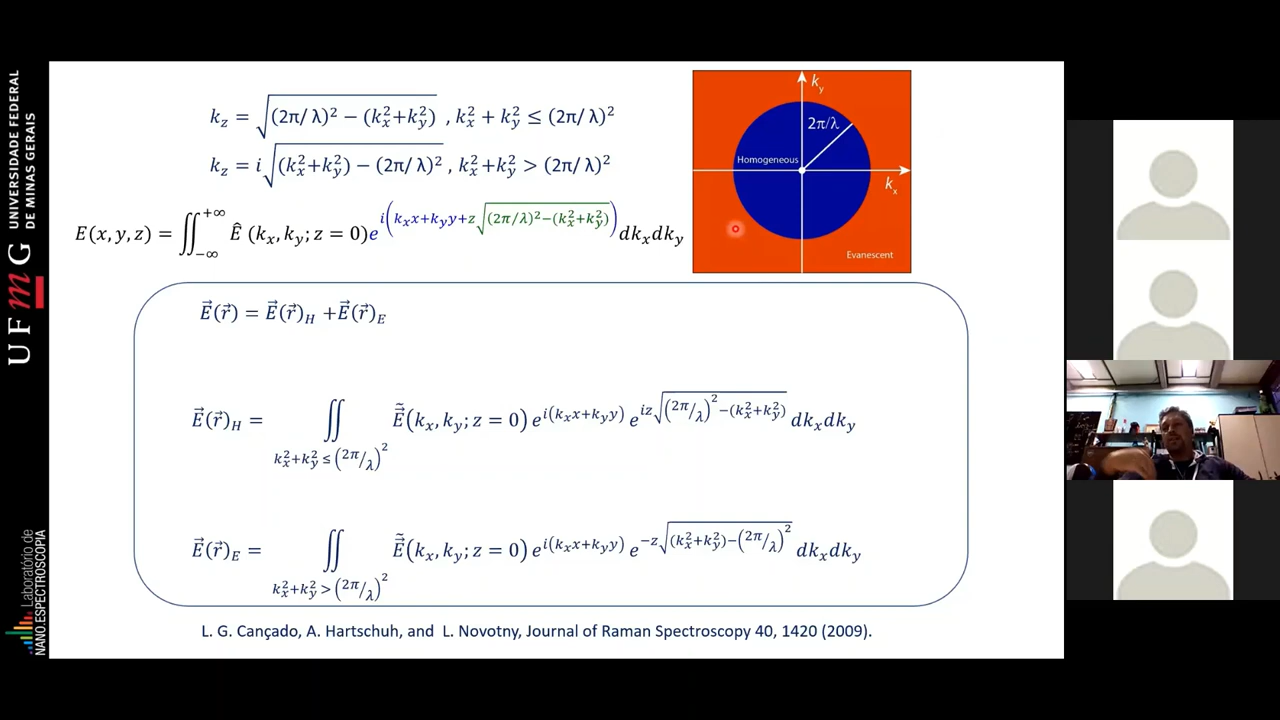 UNIVERSIDADE FEDERAL
DE MINAS GERAIS
UFmG
Laboratório de
NANO.ESPECTROSCOPIA
k_z = √((2π/ λ)² − (k_x²+k_y²)) , k_x² + k_y² ≤ (2π/ λ)²
k_z = i√((k_x²+k_y²) − (2π/ λ)²) , k_x²+k_y² > (2π/ λ)²
E(x, y, z) = ∬_{−∞}^{+∞} Ê (k_x, k_y; z = 0)e^{i(k_x x+k_y y+z√((2π/λ)²−(k_x²+k_y²)))} dk_x dk_y
k_y
2π/λ
Homogeneous
k_x
Evanescent
E⃗(r⃗) = E⃗(r⃗)_H +E⃗(r⃗)_E
E⃗(r⃗)_H = ∬_{k_x²+k_y² ≤ (2π/λ)²} Ẽ⃗(k_x, k_y; z = 0) e^{i(k_x x+k_y y)} e^{iz√((2π/λ)²−(k_x²+k_y²))} dk_x dk_y
E⃗(r⃗)_E = ∬_{k_x²+k_y² > (2π/λ)²} Ẽ⃗(k_x, k_y; z = 0) e^{i(k_x x+k_y y)} e^{−z√((k_x²+k_y²)−(2π/λ)²)} dk_x dk_y
L. G. Cançado, A. Hartschuh, and L. Novotny, Journal of Raman Spectroscopy 40, 1420 (2009).